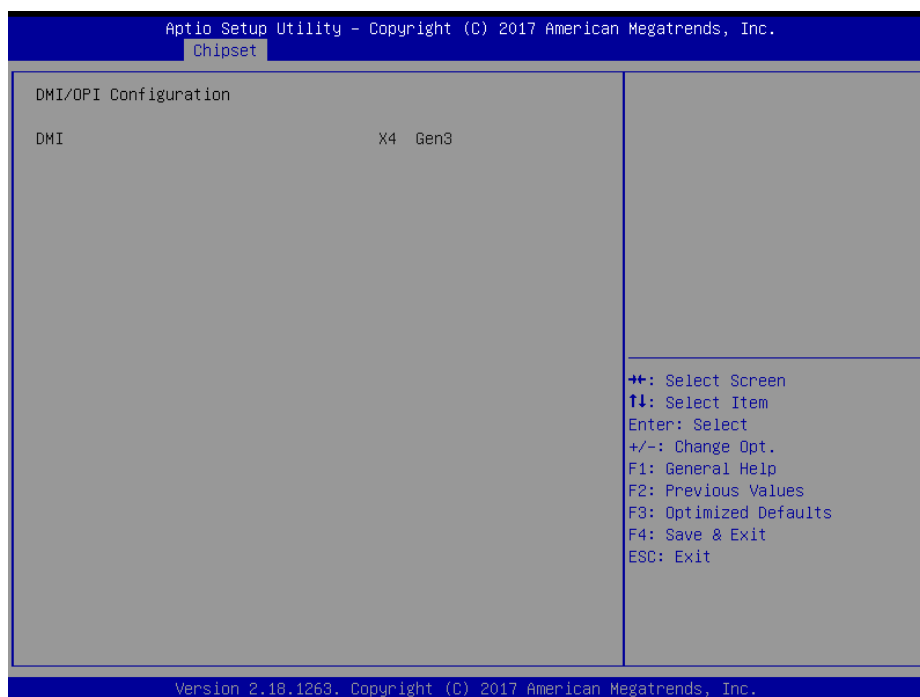 Aptio Setup Utility – Copyright (C) 2017 American Megatrends, Inc.
Chipset
DMI/OPI Configuration
DMI X4 Gen3
→←: Select Screen
↑↓: Select Item
Enter: Select
+/-: Change Opt.
F1: General Help
F2: Previous Values
F3: Optimized Defaults
F4: Save & Exit
ESC: Exit
Version 2.18.1263. Copyright (C) 2017 American Megatrends, Inc.